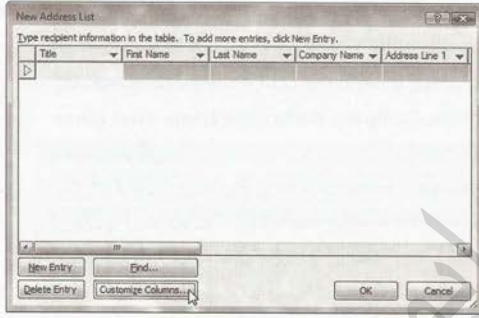 New Address List
Type recipient information in the table. To add more entries, click New Entry.
Title First Name Last Name Company Name Address Line 1
New Entry Find...
Delete Entry Customize Columns... OK Cancel